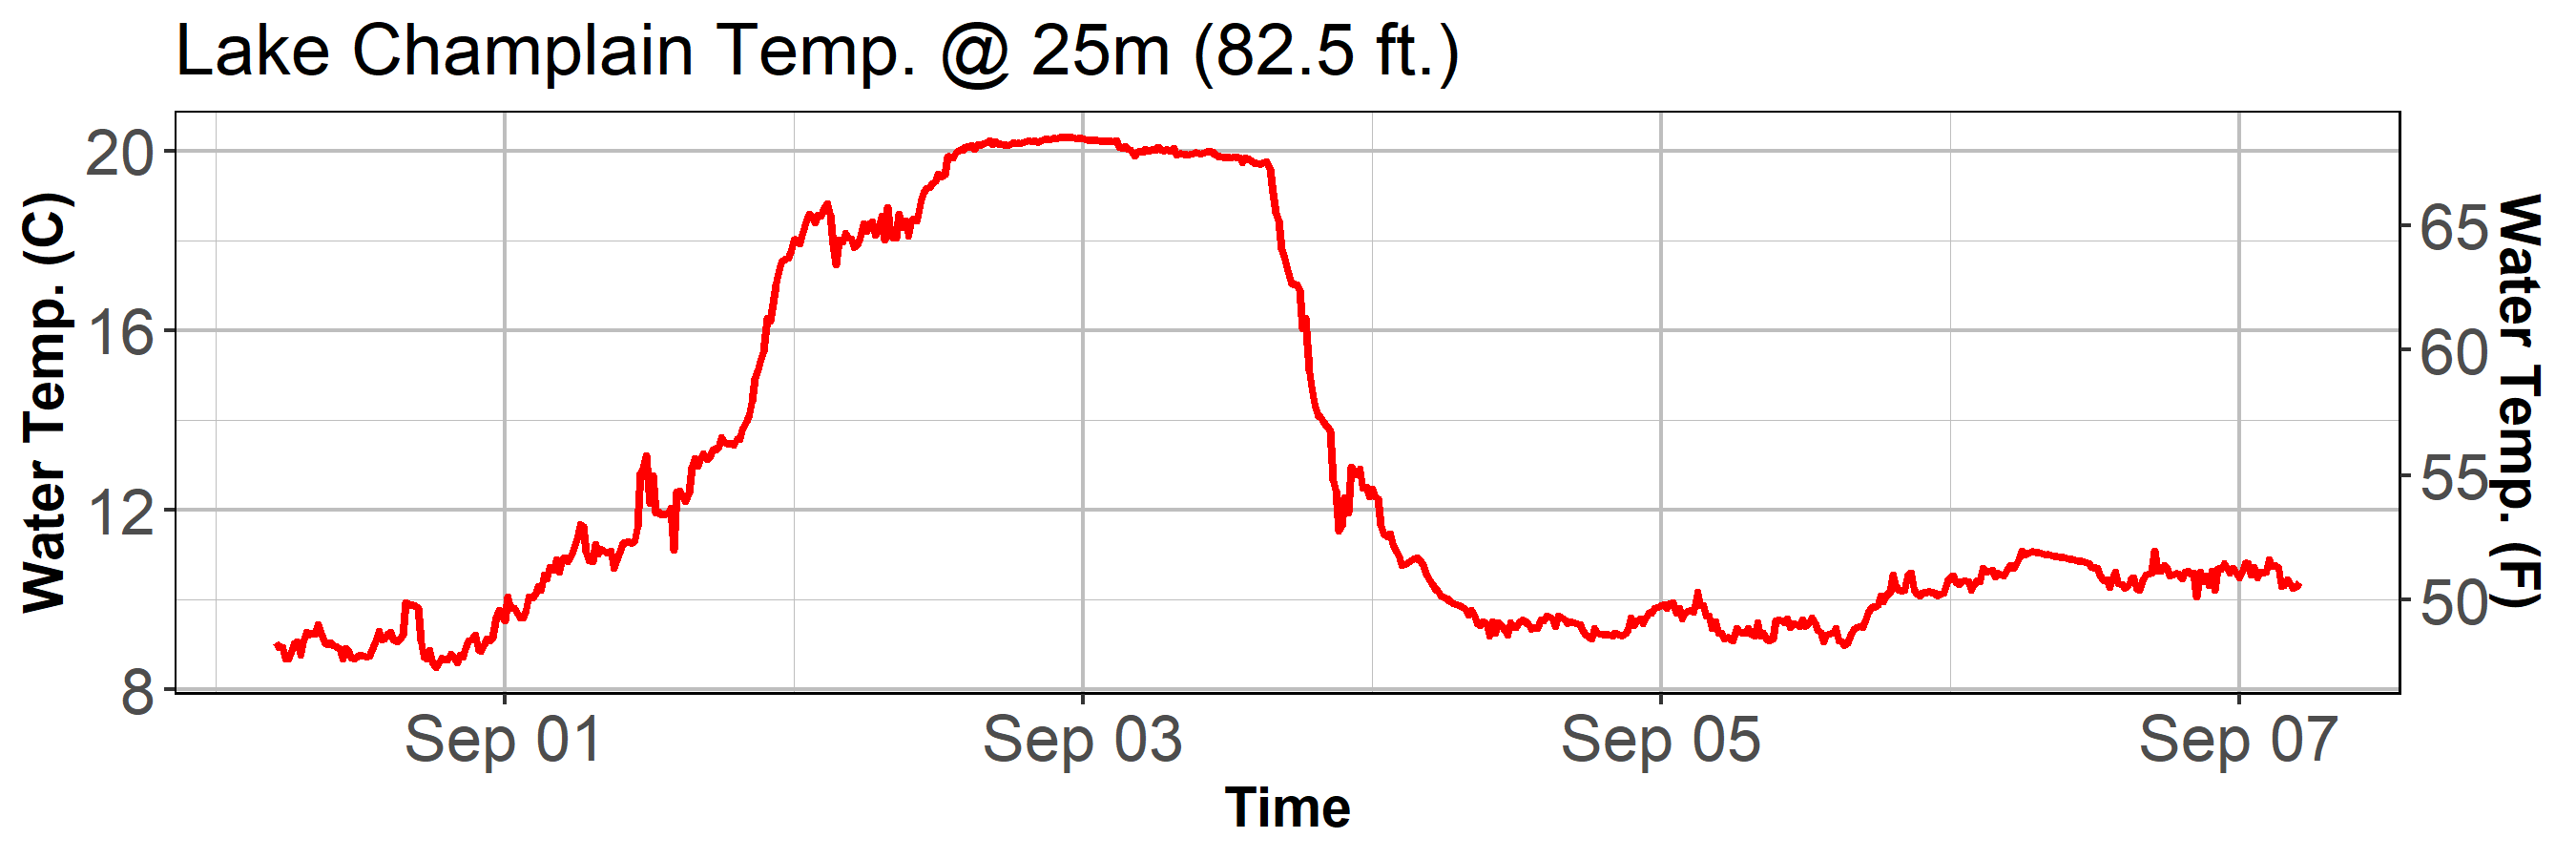 Lake Champlain Temp. @ 25m (82.5 ft.)
Water Temp. (C)
20
16
12
8
65
60
55
50
Water Temp. (F)
Sep 01
Sep 03
Sep 05
Sep 07
Time